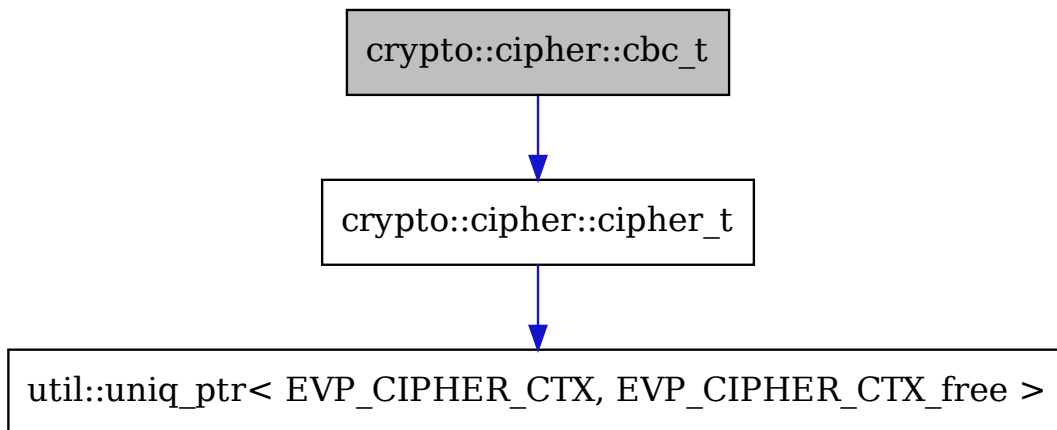 crypto::cipher::cbc_t
crypto::cipher::cipher_t
util::uniq_ptr< EVP_CIPHER_CTX, EVP_CIPHER_CTX_free >